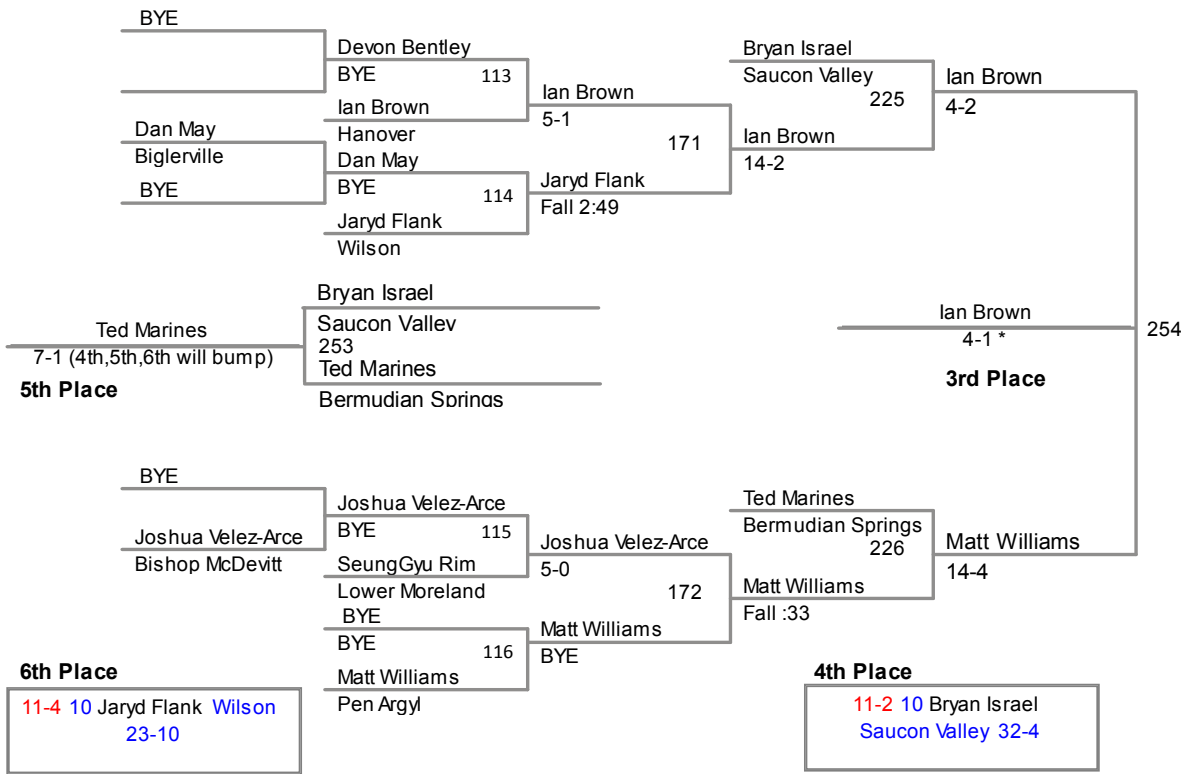 BYE
Devon Bentley
BYE
113
Ian Brown
Hanover
Dan May
Biglerville
BYE
Dan May
BYE
114
Jaryd Flank
Wilson
Ian Brown
5-1
171
Jaryd Flank
Fall 2:49
Bryan Israel
Saucon Valley
225
Ian Brown
14-2
Ian Brown
4-2
Bryan Israel
Saucon Valley
253
Ted Marines
Bermudian Springs
Ted Marines
7-1 (4th,5th,6th will bump)
5th Place
Ian Brown
4-1 *
3rd Place
254
BYE
Joshua Velez-Arce
Bishop McDevitt
Joshua Velez-Arce
BYE
115
SeungGyu Rim
Lower Moreland
BYE
BYE
116
Matt Williams
Pen Argyl
Joshua Velez-Arce
5-0
172
Matt Williams
BYE
Ted Marines
Bermudian Springs
226
Matt Williams
Fall :33
Matt Williams
14-4
6th Place
11-4 10 Jaryd Flank Wilson
23-10
4th Place
11-2 10 Bryan Israel
Saucon Valley 32-4